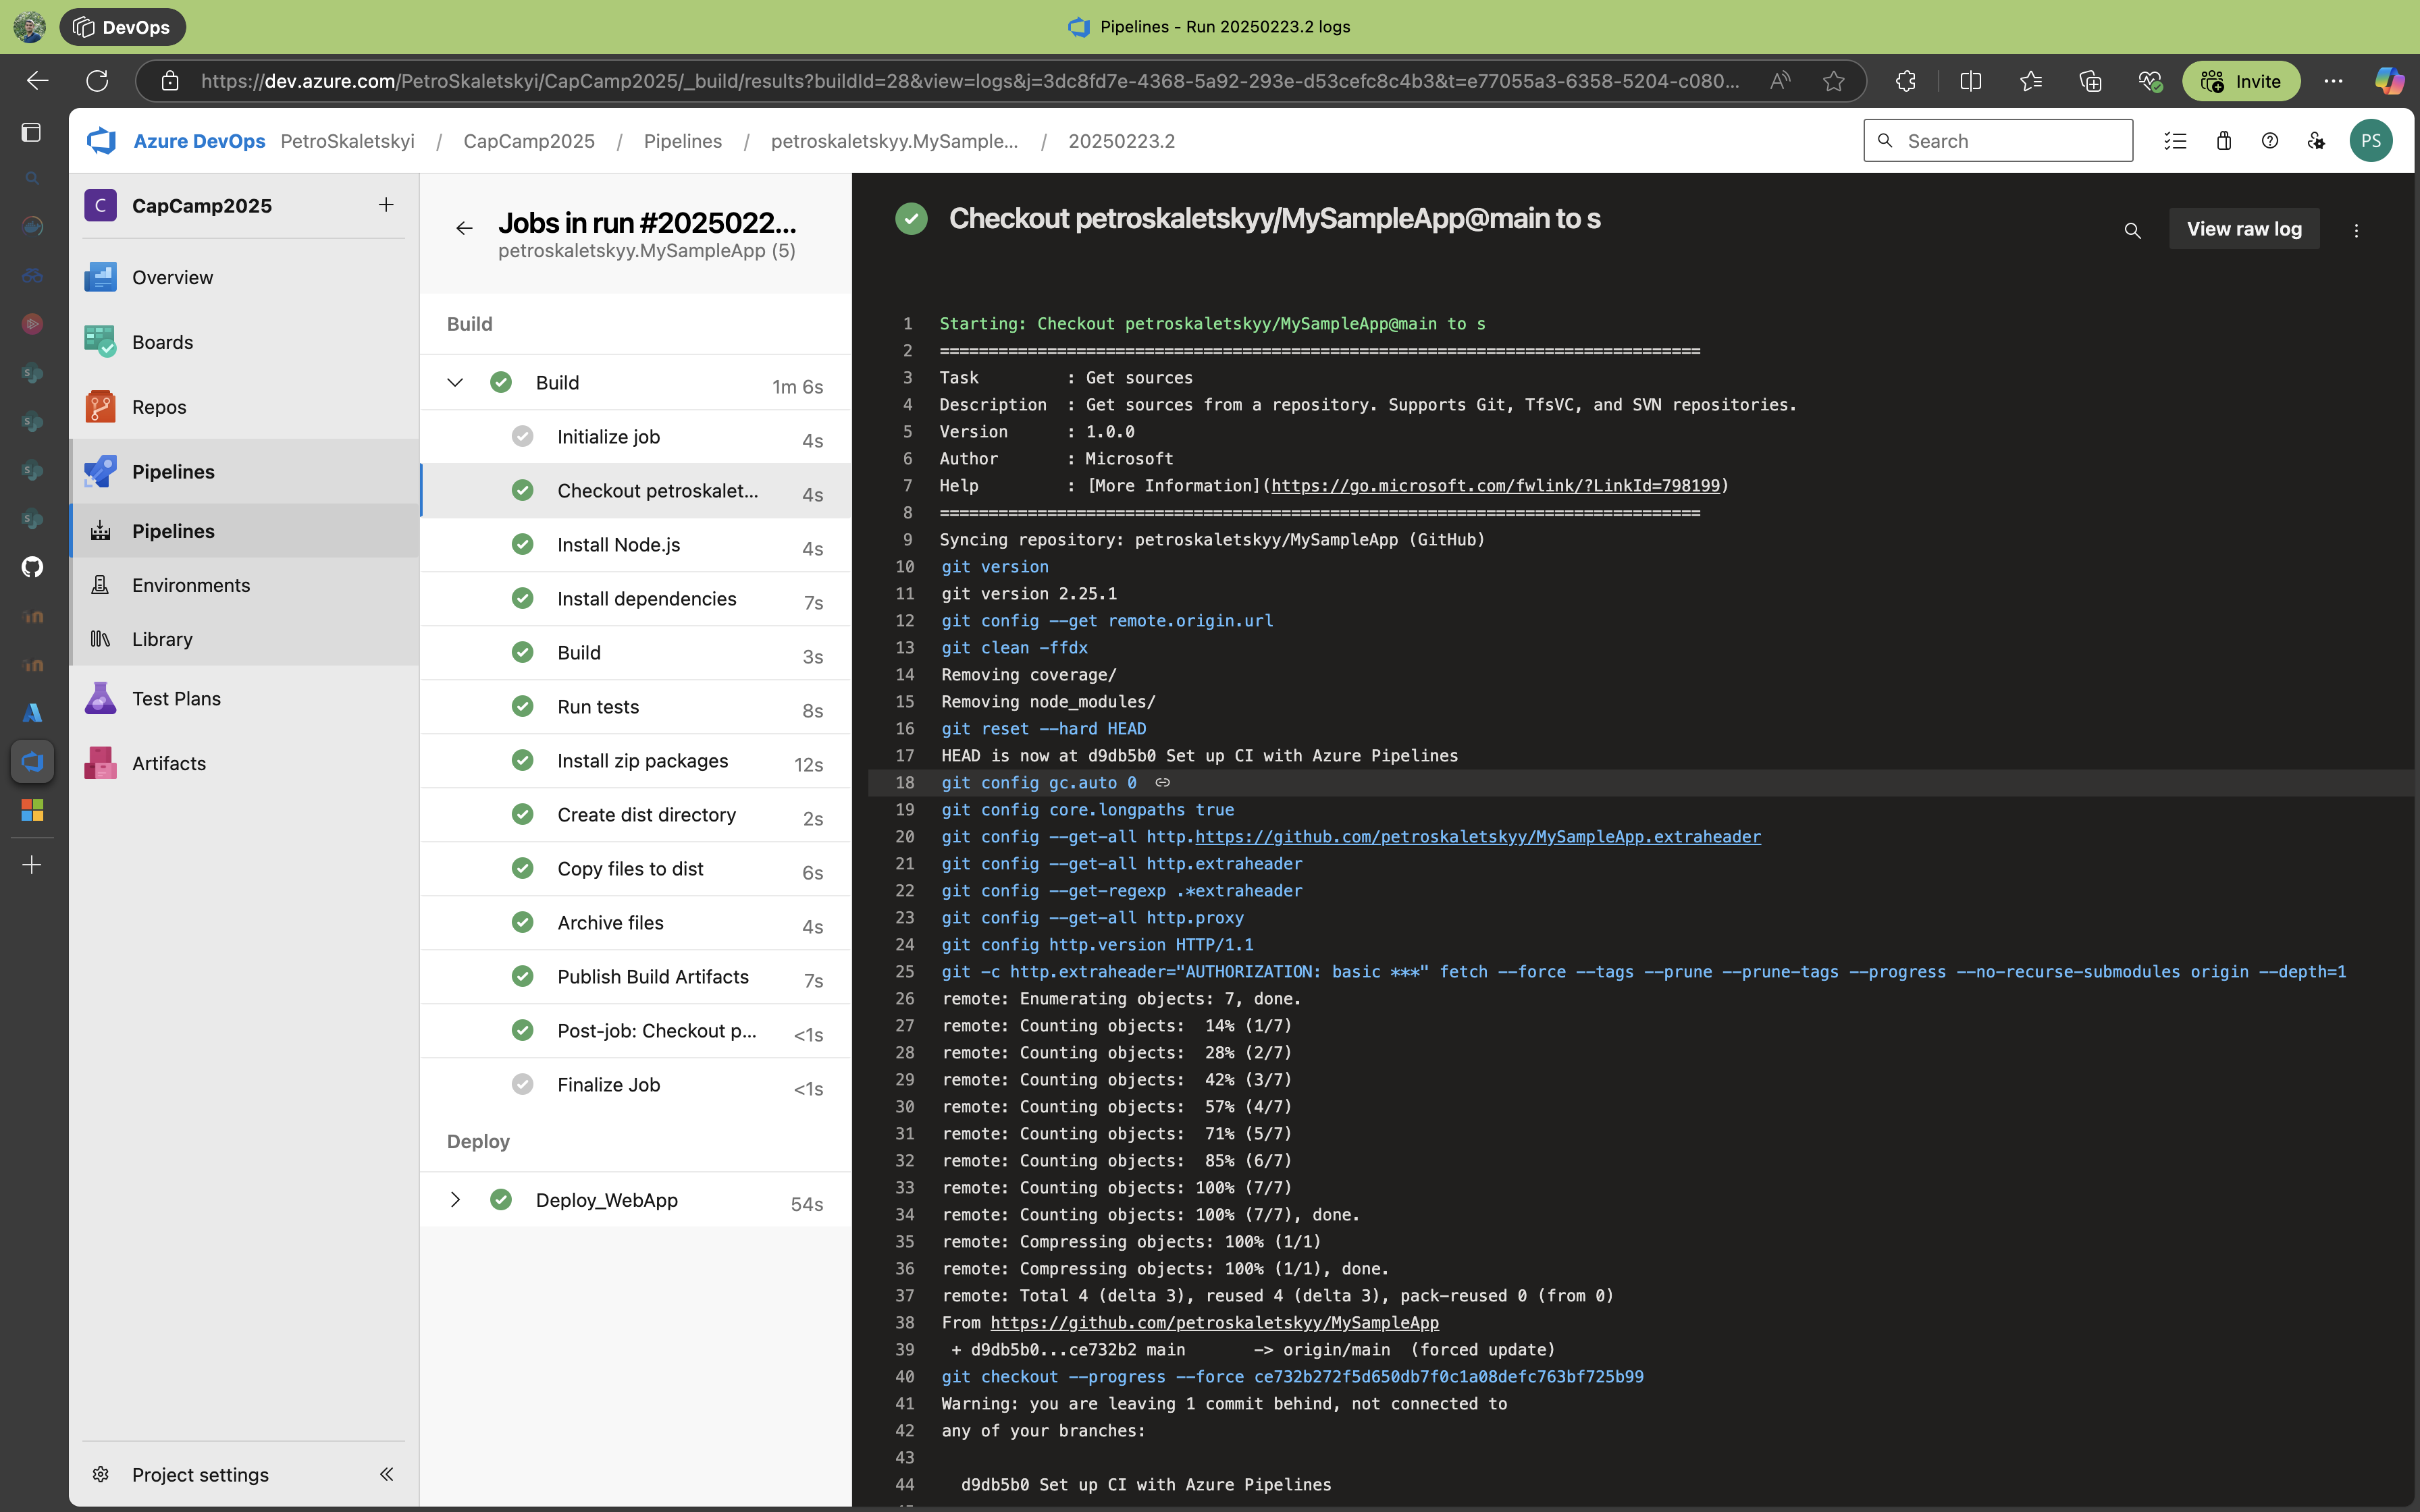 DevOps
Pipelines - Run 20250223.2 logs
https://dev.azure.com/PetroSkaletskyi/CapCamp2025/_build/results?buildId=28&view=logs&j=3dc8fd7e-4368-5a92-293e-d53cefc8c4b3&t=e77055a3-6358-5204-c080...
Invite
Azure DevOps PetroSkaletskyi / CapCamp2025 / Pipelines / petroskaletskyy.MySample... / 20250223.2
Search
PS
C CapCamp2025
Overview
Boards
Repos
Pipelines
Pipelines
Environments
Library
Test Plans
Artifacts
Project settings
Jobs in run #2025022...
petroskaletskyy.MySampleApp (5)
Build
Build 1m 6s
Initialize job 4s
Checkout petroskalet... 4s
Install Node.js 4s
Install dependencies 7s
Build 3s
Run tests 8s
Install zip packages 12s
Create dist directory 2s
Copy files to dist 6s
Archive files 4s
Publish Build Artifacts 7s
Post-job: Checkout p... <1s
Finalize Job <1s
Deploy
Deploy_WebApp 54s
Checkout petroskaletskyy/MySampleApp@main to s
View raw log
1 Starting: Checkout petroskaletskyy/MySampleApp@main to s
2 ==============================================================================
3 Task         : Get sources
4 Description  : Get sources from a repository. Supports Git, TfsVC, and SVN repositories.
5 Version      : 1.0.0
6 Author       : Microsoft
7 Help         : [More Information](https://go.microsoft.com/fwlink/?LinkId=798199)
8 ==============================================================================
9 Syncing repository: petroskaletskyy/MySampleApp (GitHub)
10 git version
11 git version 2.25.1
12 git config --get remote.origin.url
13 git clean -ffdx
14 Removing coverage/
15 Removing node_modules/
16 git reset --hard HEAD
17 HEAD is now at d9db5b0 Set up CI with Azure Pipelines
18 git config gc.auto 0
19 git config core.longpaths true
20 git config --get-all http.https://github.com/petroskaletskyy/MySampleApp.extraheader
21 git config --get-all http.extraheader
22 git config --get-regexp .*extraheader
23 git config --get-all http.proxy
24 git config http.version HTTP/1.1
25 git -c http.extraheader="AUTHORIZATION: basic ***" fetch --force --tags --prune --prune-tags --progress --no-recurse-submodules origin --depth=1
26 remote: Enumerating objects: 7, done.
27 remote: Counting objects:  14% (1/7)
28 remote: Counting objects:  28% (2/7)
29 remote: Counting objects:  42% (3/7)
30 remote: Counting objects:  57% (4/7)
31 remote: Counting objects:  71% (5/7)
32 remote: Counting objects:  85% (6/7)
33 remote: Counting objects: 100% (7/7)
34 remote: Counting objects: 100% (7/7), done.
35 remote: Compressing objects: 100% (1/1)
36 remote: Compressing objects: 100% (1/1), done.
37 remote: Total 4 (delta 3), reused 4 (delta 3), pack-reused 0 (from 0)
38 From https://github.com/petroskaletskyy/MySampleApp
39  + d9db5b0...ce732b2 main       -> origin/main  (forced update)
40 git checkout --progress --force ce732b272f5d650db7f0c1a08defc763bf725b99
41 Warning: you are leaving 1 commit behind, not connected to
42 any of your branches:
43
44   d9db5b0 Set up CI with Azure Pipelines